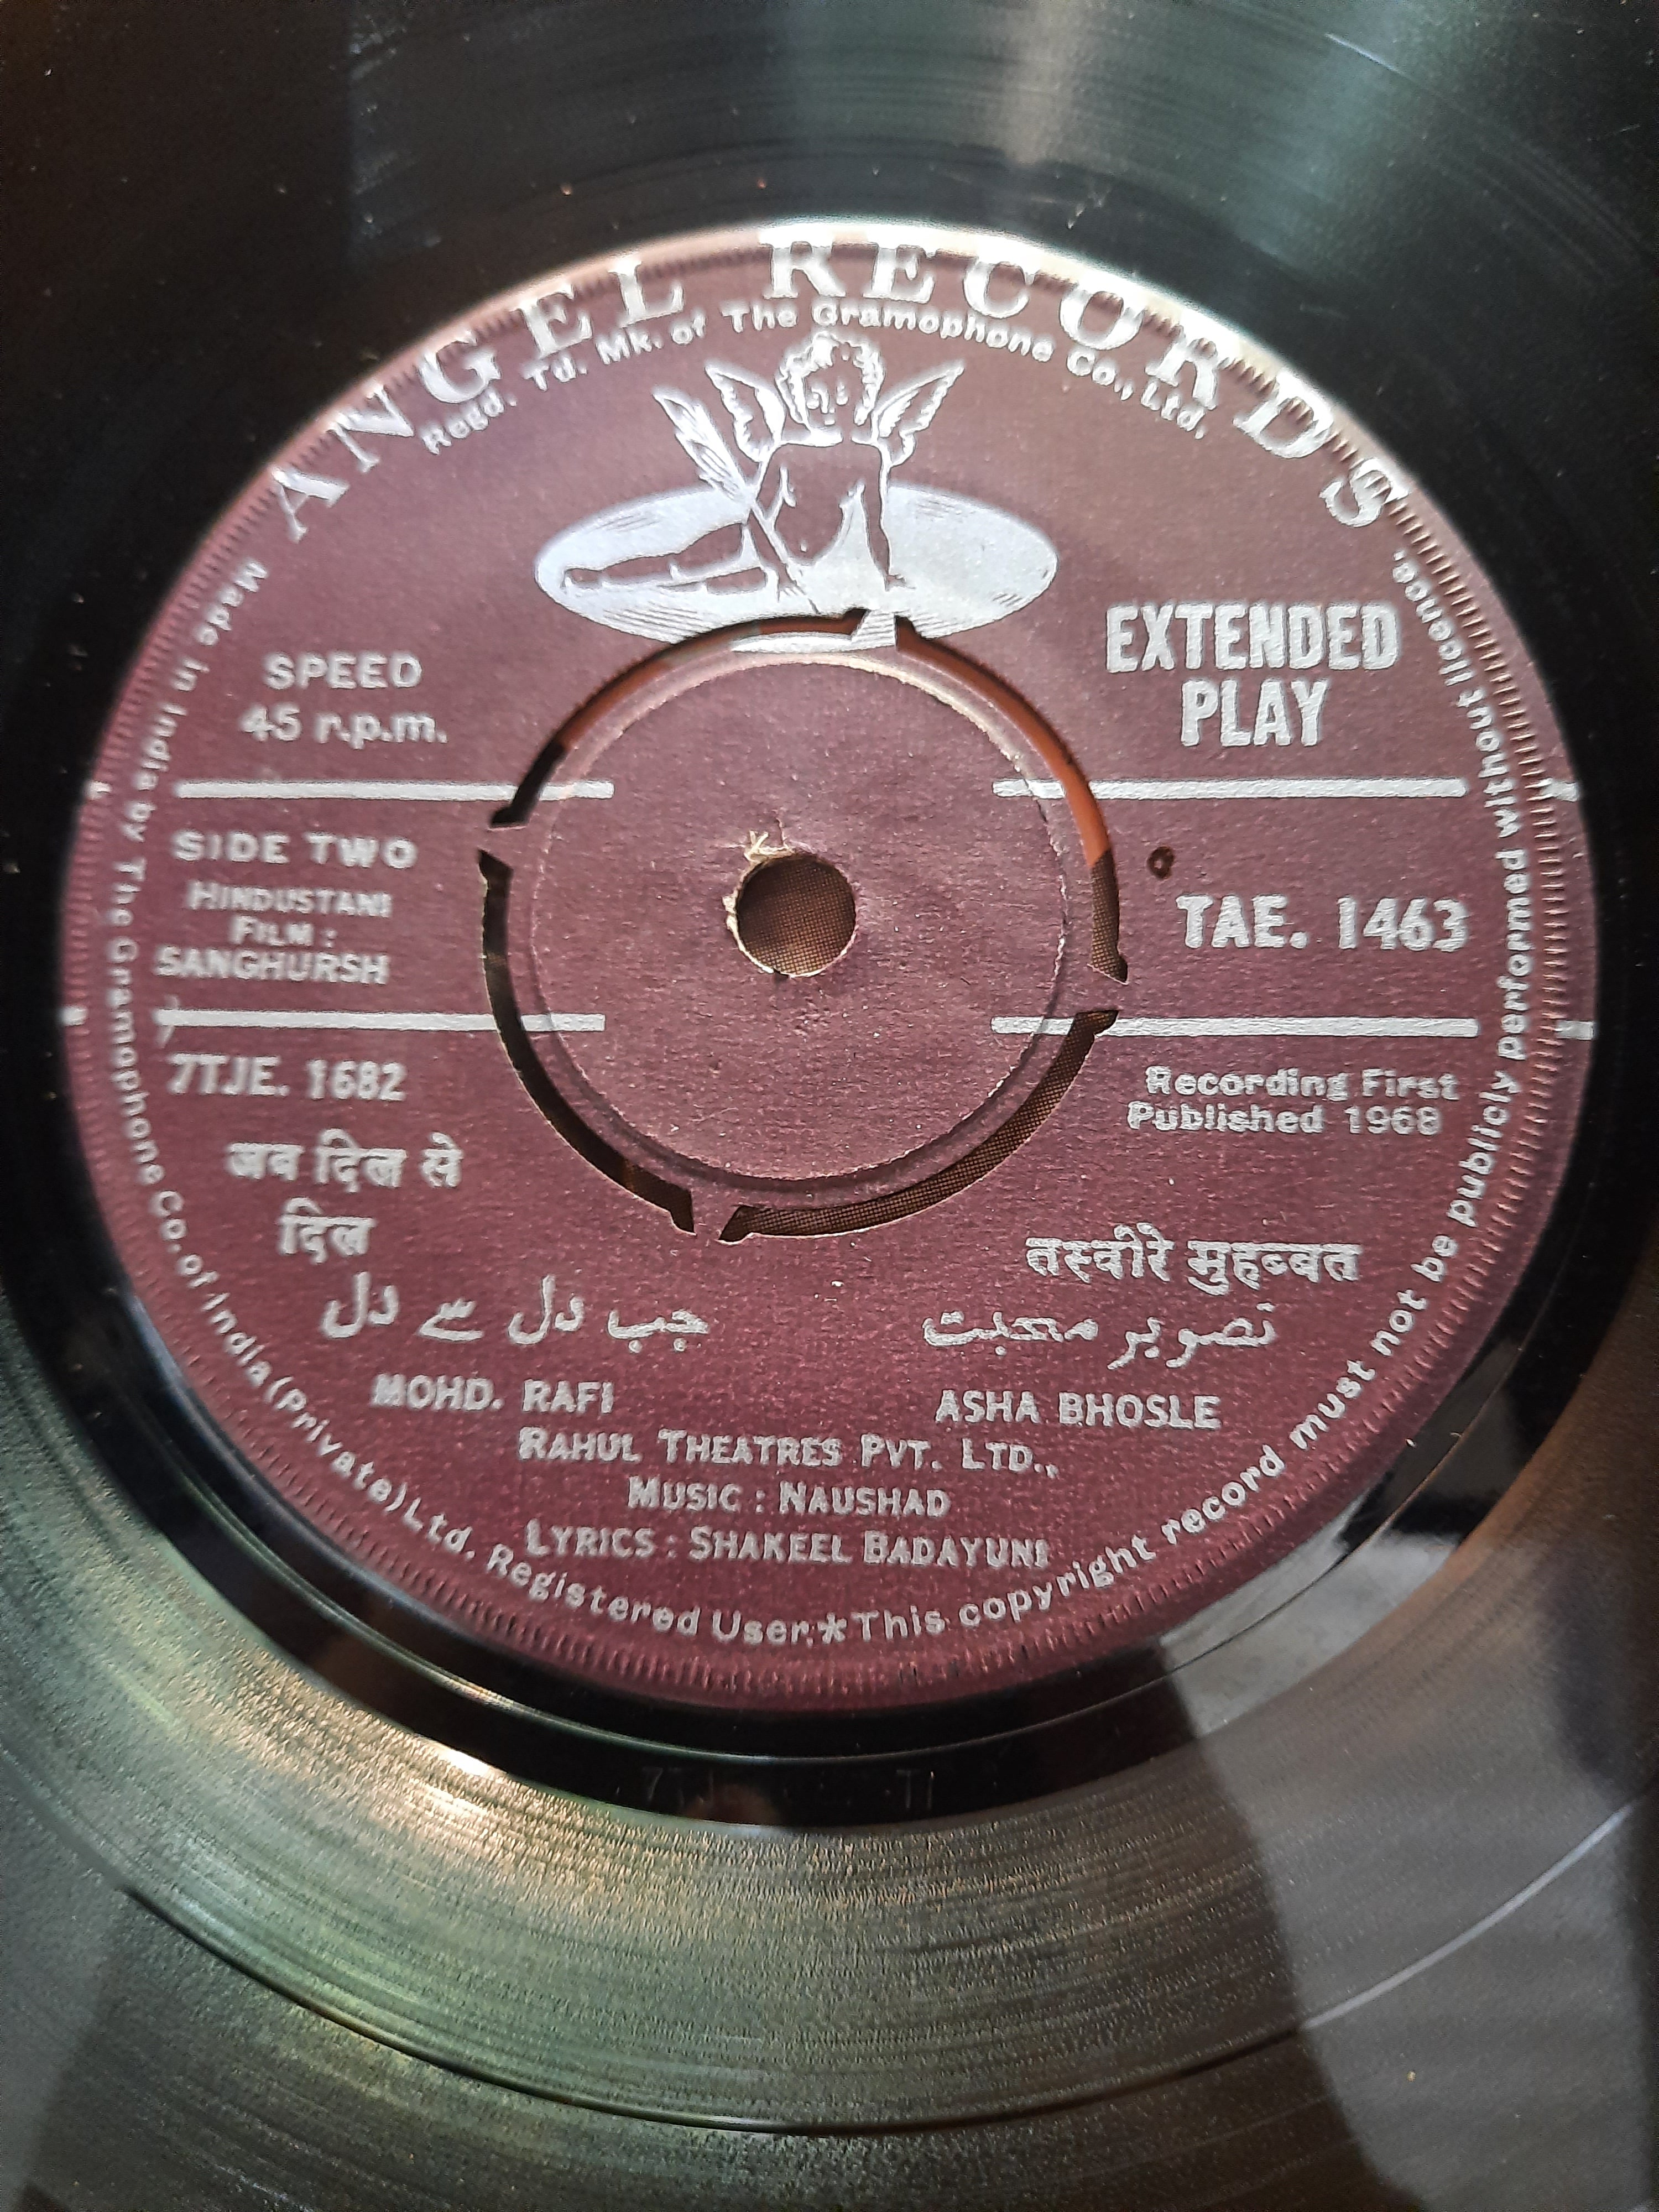 ANGEL RECORDS
Regd. Td. Mk. of The Gramophone Co., Ltd.
SPEED
45 r.p.m.
EXTENDED
PLAY
SIDE TWO
HINDUSTANI
FILM :
SANGHURSH
TAE. 1463
7TJE. 1682
Recording First
Published 1968
जब दिल से
दिल
جب دل سے دل
तस्वीरे मुहब्बत
تصویر محبت
MOHD. RAFI
ASHA BHOSLE
RAHUL THEATRES PVT. LTD.,
MUSIC : NAUSHAD
LYRICS : SHAKEEL BADAYUNI
Made in India by The Gramophone Co. of India (Private) Ltd. Registered User.*This copyright record must not be publicly performed without licence.